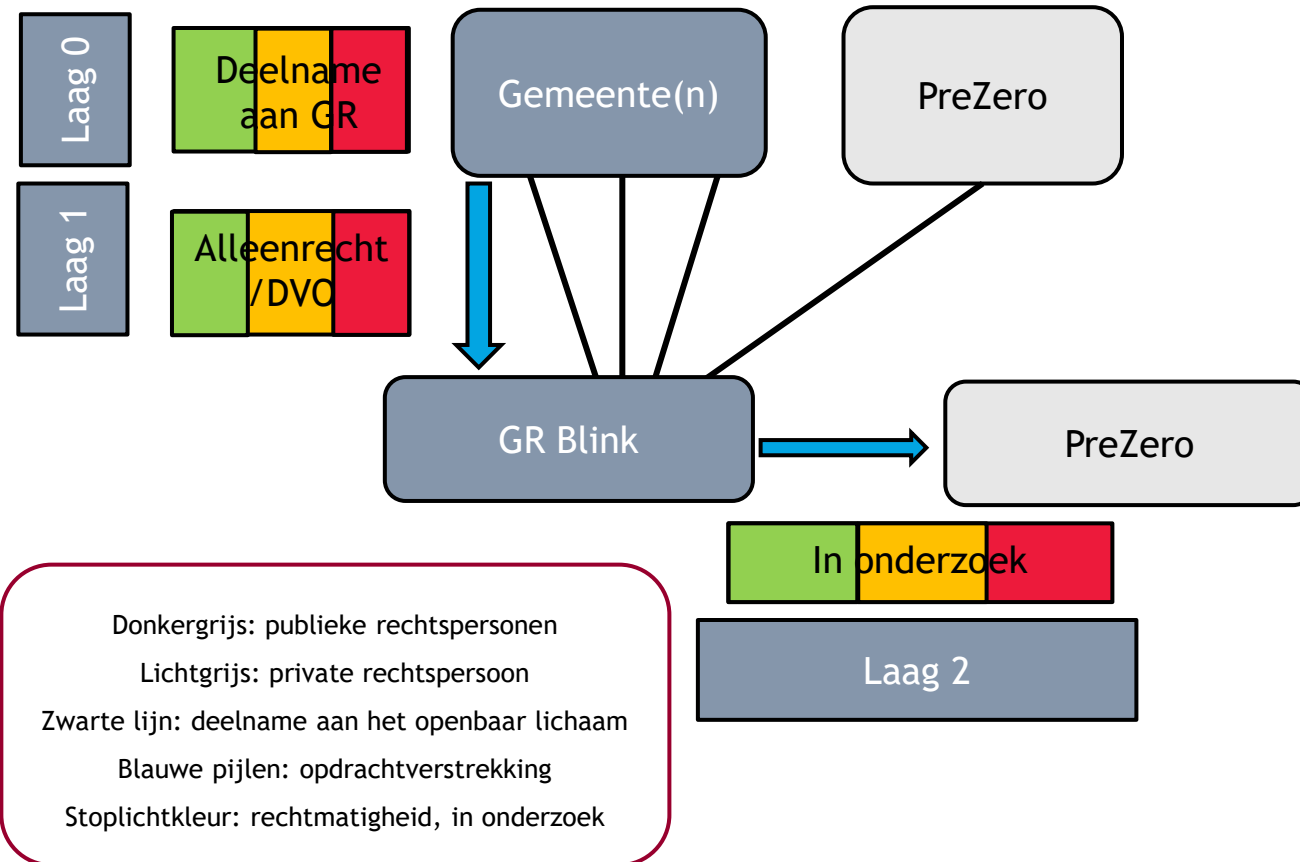 Laag 0
Deelname
aan GR
Gemeente(n)
PreZero
Laag 1
Alleenrecht
/DVO
GR Blink
PreZero
In onderzoek
Laag 2
Donkergrijs: publieke rechtspersonen
Lichtgrijs: private rechtspersoon
Zwarte lijn: deelname aan het openbaar lichaam
Blauwe pijlen: opdrachtverstrekking
Stoplichtkleur: rechtmatigheid, in onderzoek